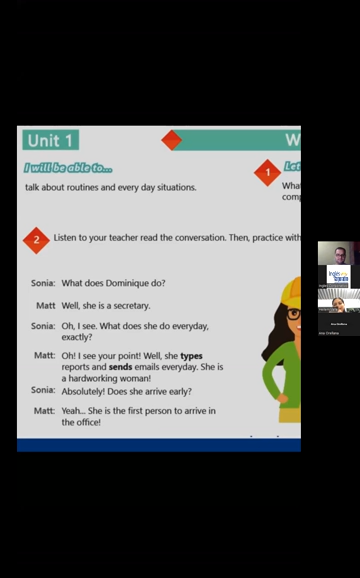 Unit 1
W
I will be able to...
1
Let
talk about routines and every day situations.
What
comp
2
Listen to your teacher read the conversation. Then, practice with
Sonia: What does Dominique do?
Matt Well, she is a secretary.
Sonia: Oh, I see. What does she do everyday,
exactly?
Matt: Oh! I see your point! Well, she types
reports and sends emails everyday. She is
a hardworking woman!
Sonia: Absolutely! Does she arrive early?
Matt: Yeah... She is the first person to arrive in
the office!